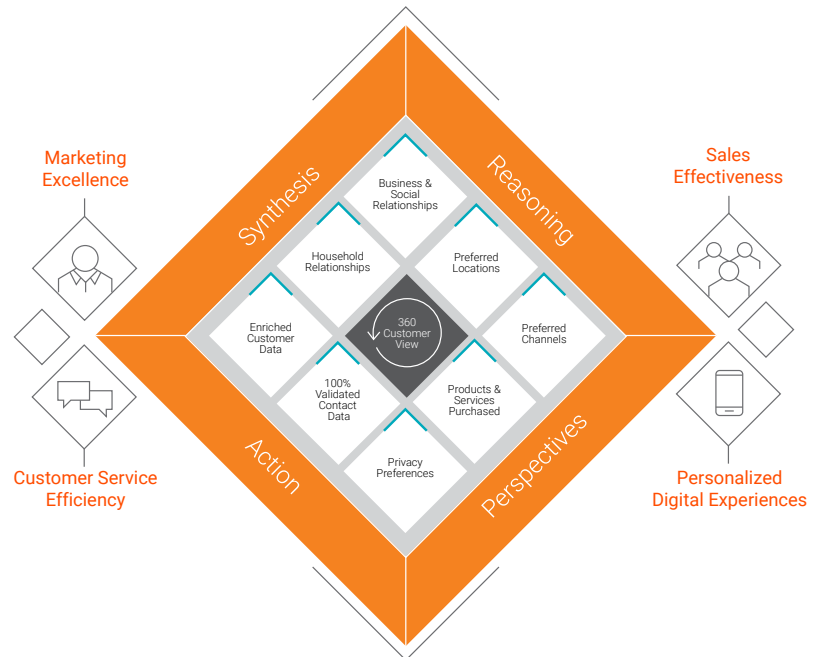 Marketing
Excellence
Sales
Effectiveness
Synthesis
Reasoning
Business &
Social
Relationships
Household
Relationships
Preferred
Locations
Enriched
Customer
Data
360
Customer
View
Preferred
Channels
100%
Validated
Contact
Data
Products &
Services
Purchased
Privacy
Preferences
Action
Perspectives
Customer Service
Efficiency
Personalized
Digital Experiences